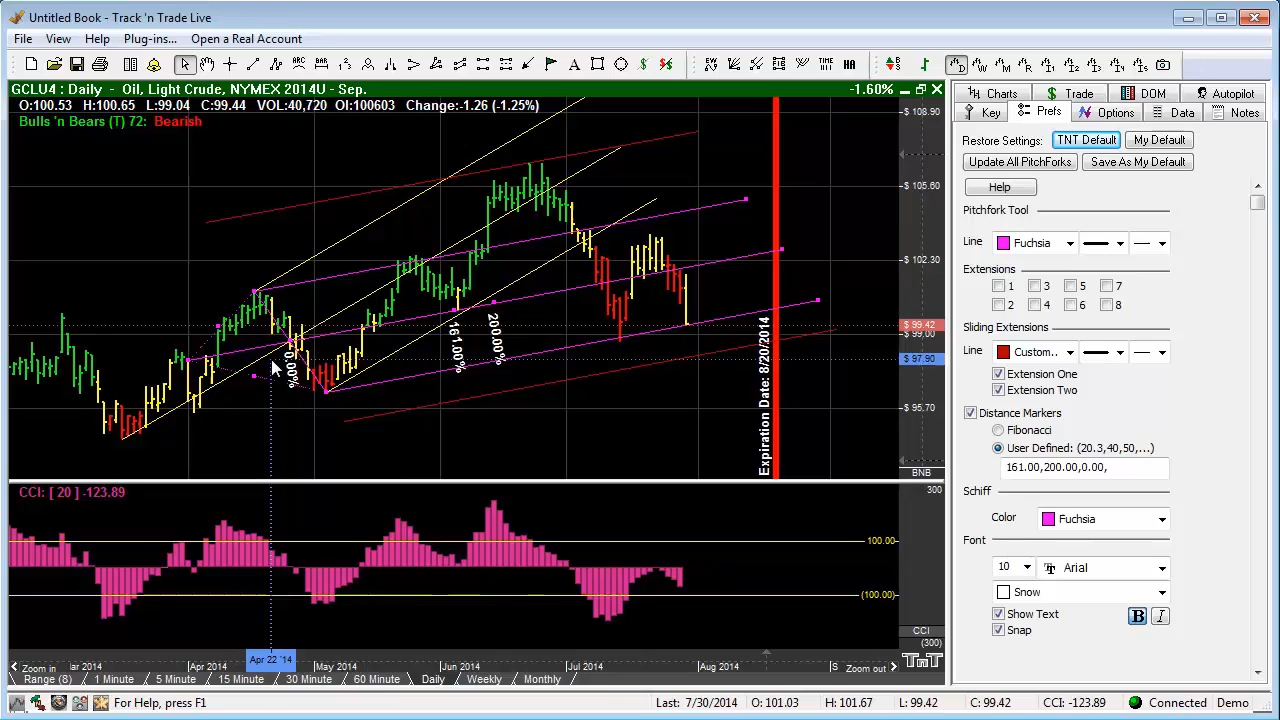 Untitled Book - Track 'n Trade Live
File View Help Plug-ins... Open a Real Account
GCLU4 : Daily - Oil, Light Crude, NYMEX 2014U - Sep. -1.60%
O:100.53 H:100.65 L:99.04 C:99.44 VOL:40,720 OI:100603 Change:-1.26 (-1.25%)
Bulls 'n Bears (T) 72: Bearish
$ 108.90
$ 105.60
$ 102.30
$ 99.42
$ 99.00
$ 97.90
$ 95.70
BNB
0.00%
161.00%
200.00%
Expiration Date: 8/20/2014
CCI: [ 20 ] -123.89
300
100.00
(100.00)
CCI
(300)
Zoom in ar 2014 Apr 2014 Apr 22 '14 May 2014 Jun 2014 Jul 2014 Aug 2014 S Zoom out TNT
Range (8) 1 Minute 5 Minute 15 Minute 30 Minute 60 Minute Daily Weekly Monthly
For Help, press F1 Last: 7/30/2014 O: 101.03 H: 101.67 L: 99.42 C: 99.42 CCI: -123.89 Connected Demo
Charts Trade DOM Autopilot
Key Prefs Options Data Notes
Restore Settings: TNT Default My Default
Update All PitchForks Save As My Default
Help
Pitchfork Tool
Line Fuchsia
Extensions
1 3 5 7
2 4 6 8
Sliding Extensions
Line Custom...
Extension One
Extension Two
Distance Markers
Fibonacci
User Defined: (20.3,40,50,...)
161.00,200.00,0.00,
Schiff
Color Fuchsia
Font
10 Arial
Snow
Show Text B I
Snap